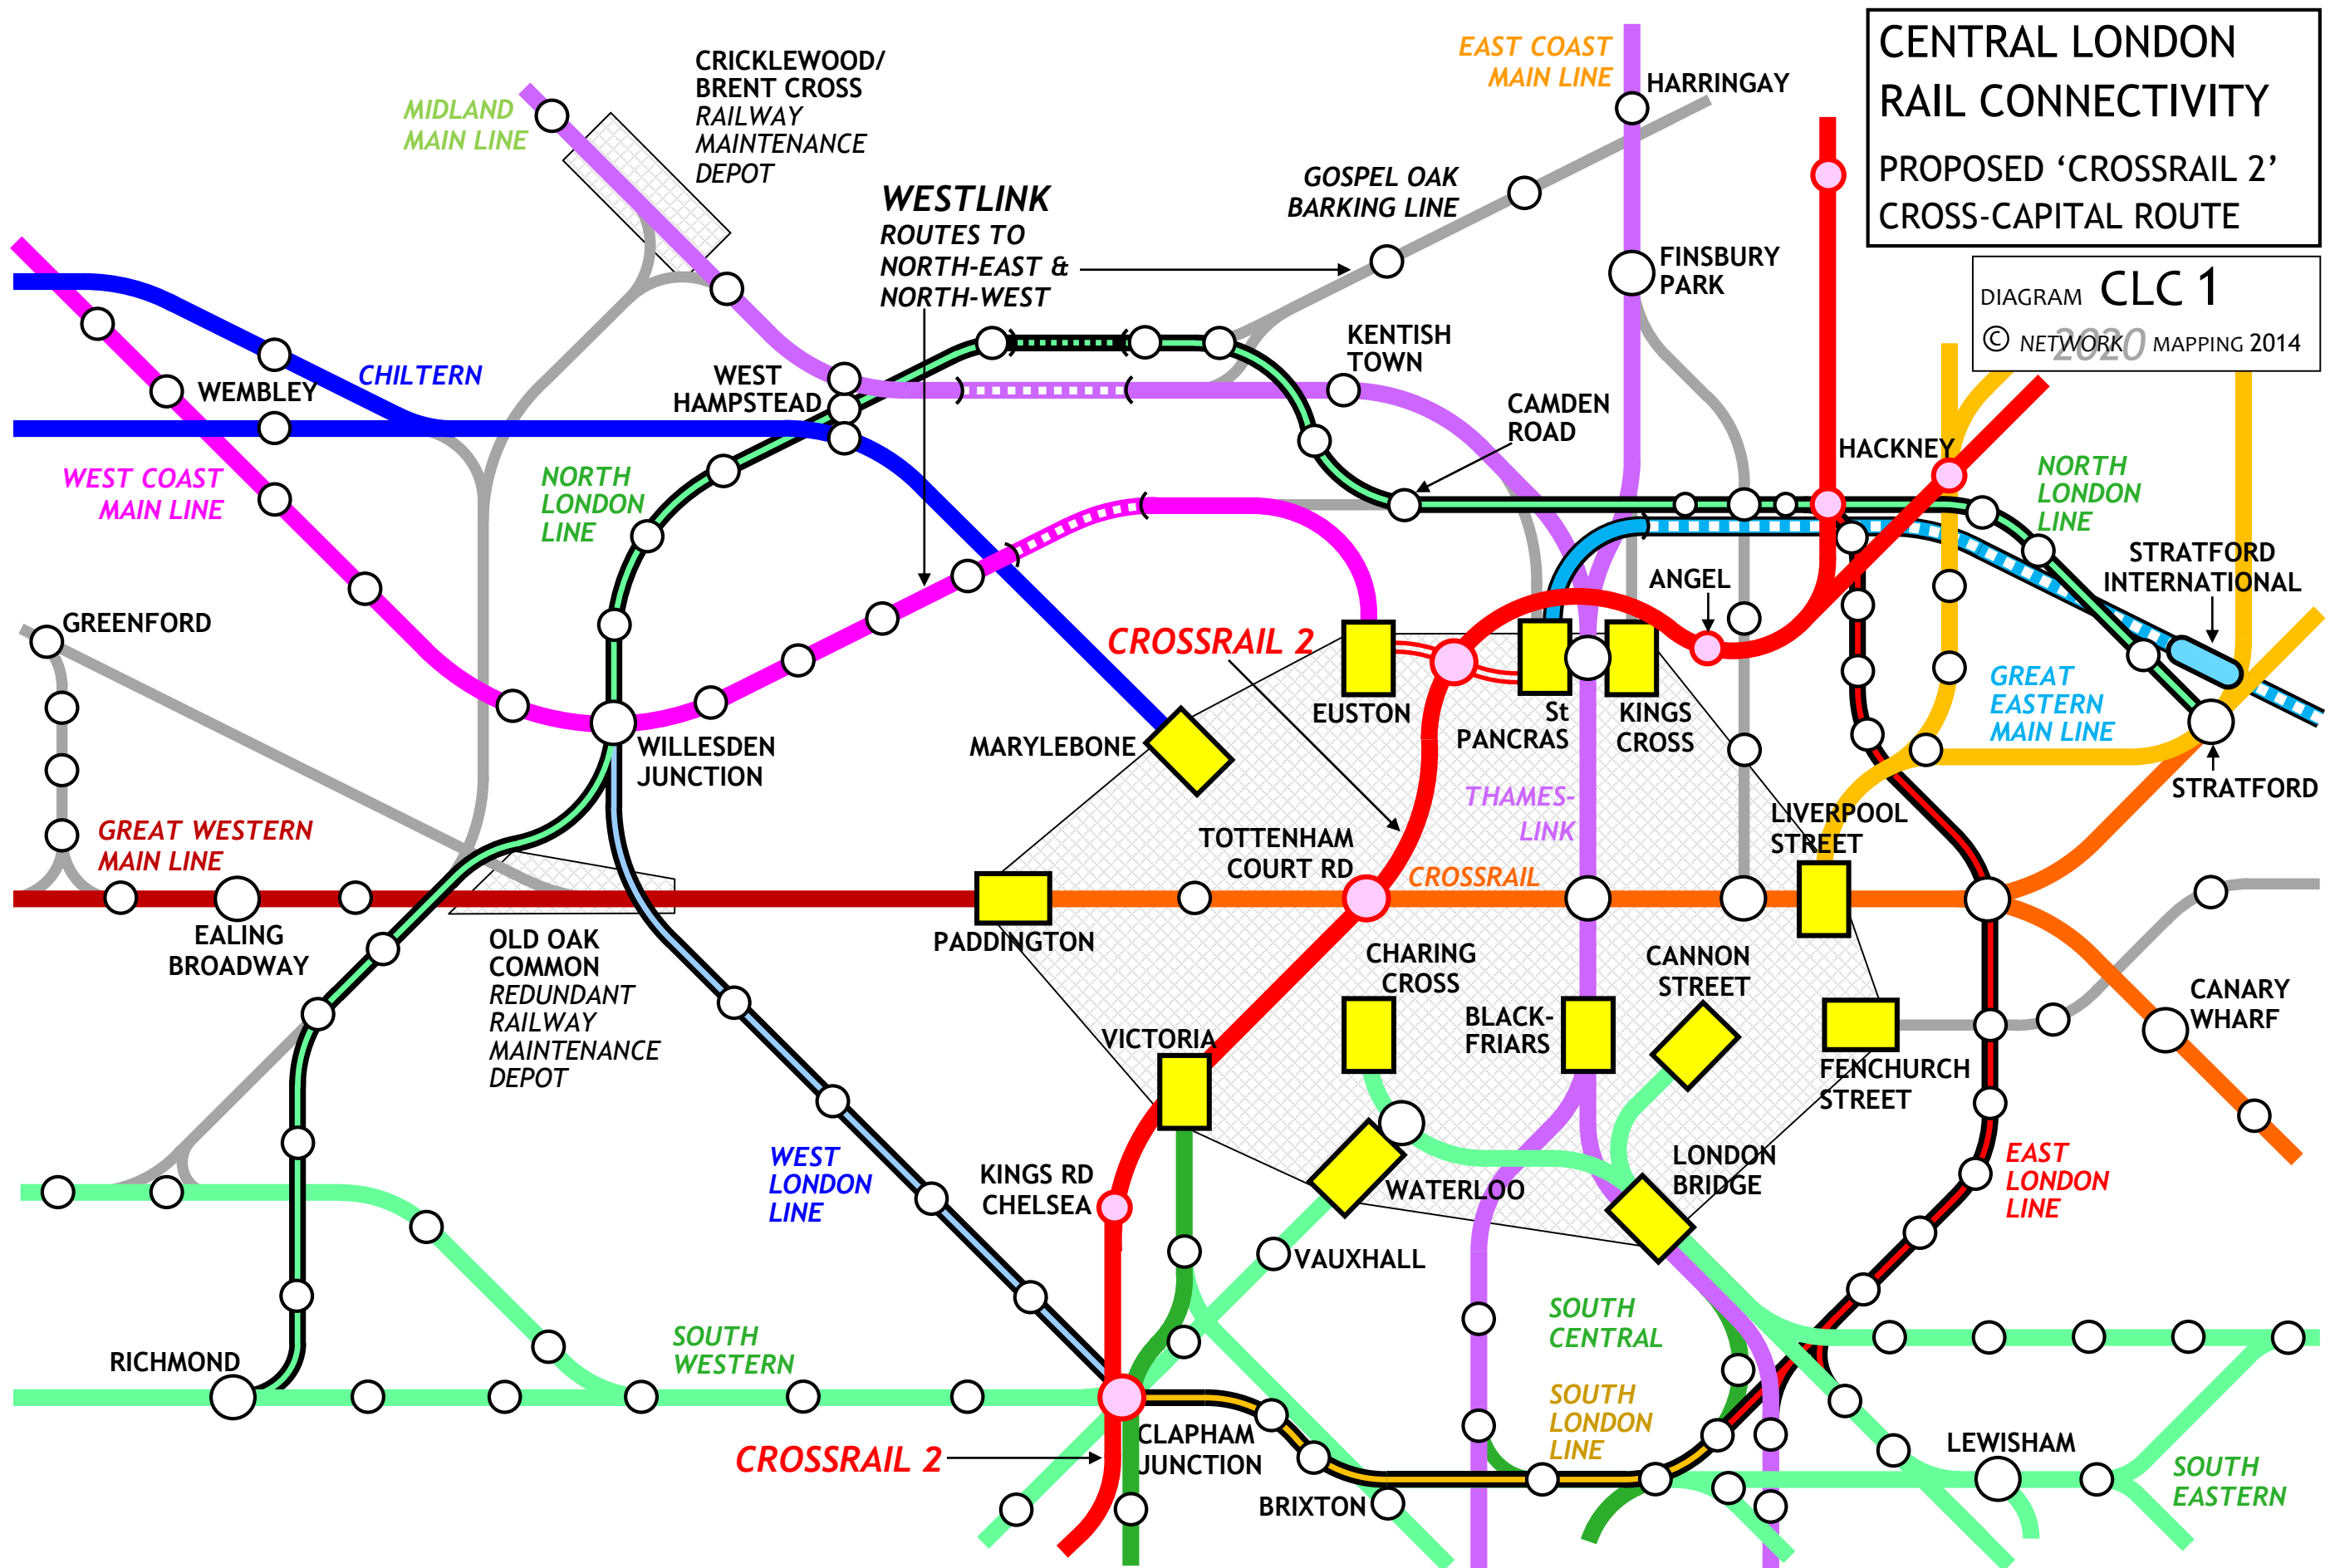 CENTRAL LONDON
RAIL CONNECTIVITY
PROPOSED ‘CROSSRAIL 2’
CROSS-CAPITAL ROUTE
DIAGRAM CLC 1
© NETWORK 2020 MAPPING 2014
EAST COAST
MAIN LINE
HARRINGAY
CRICKLEWOOD/
BRENT CROSS
RAILWAY
MAINTENANCE
DEPOT
MIDLAND
MAIN LINE
WESTLINK
ROUTES TO
NORTH-EAST &
NORTH-WEST
GOSPEL OAK
BARKING LINE
FINSBURY
PARK
KENTISH
TOWN
WEMBLEY
CHILTERN
WEST
HAMPSTEAD
CAMDEN
ROAD
HACKNEY
WEST COAST
MAIN LINE
NORTH
LONDON
LINE
NORTH
LONDON
LINE
STRATFORD
INTERNATIONAL
ANGEL
GREENFORD
CROSSRAIL 2
EUSTON
St
PANCRAS
KINGS
CROSS
GREAT
EASTERN
MAIN LINE
WILLESDEN
JUNCTION
MARYLEBONE
STRATFORD
THAMES-
LINK
LIVERPOOL
STREET
GREAT WESTERN
MAIN LINE
TOTTENHAM
COURT RD
CROSSRAIL
EALING
BROADWAY
OLD OAK
COMMON
REDUNDANT
RAILWAY
MAINTENANCE
DEPOT
PADDINGTON
CHARING
CROSS
CANNON
STREET
CANARY
WHARF
BLACK-
FRIARS
VICTORIA
FENCHURCH
STREET
WEST
LONDON
LINE
KINGS RD
CHELSEA
WATERLOO
LONDON
BRIDGE
EAST
LONDON
LINE
VAUXHALL
SOUTH
CENTRAL
RICHMOND
SOUTH
WESTERN
SOUTH
LONDON
LINE
CROSSRAIL 2
CLAPHAM
JUNCTION
BRIXTON
LEWISHAM
SOUTH
EASTERN